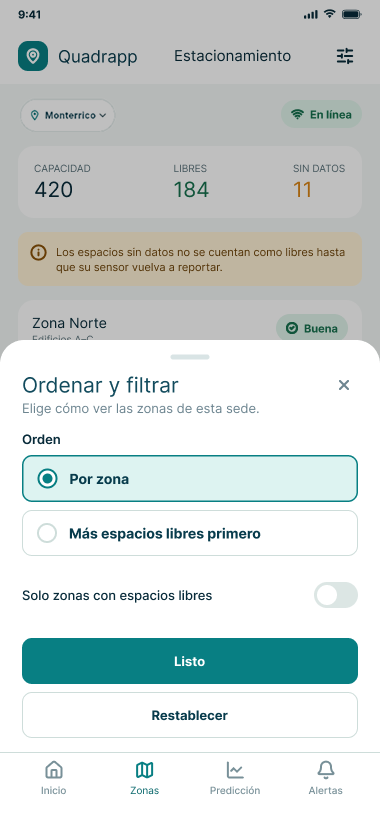 9:41
Quadrapp
Estacionamiento
Monterrico
En línea
CAPACIDAD
LIBRES
SIN DATOS
420
184
11
Los espacios sin datos no se cuentan como libres hasta
que su sensor vuelva a reportar.
Zona Norte
Buena
Edificios A–C
Ordenar y filtrar
Elige cómo ver las zonas de esta sede.
Orden
Por zona
Más espacios libres primero
Solo zonas con espacios libres
Listo
Restablecer
Inicio
Zonas
Predicción
Alertas